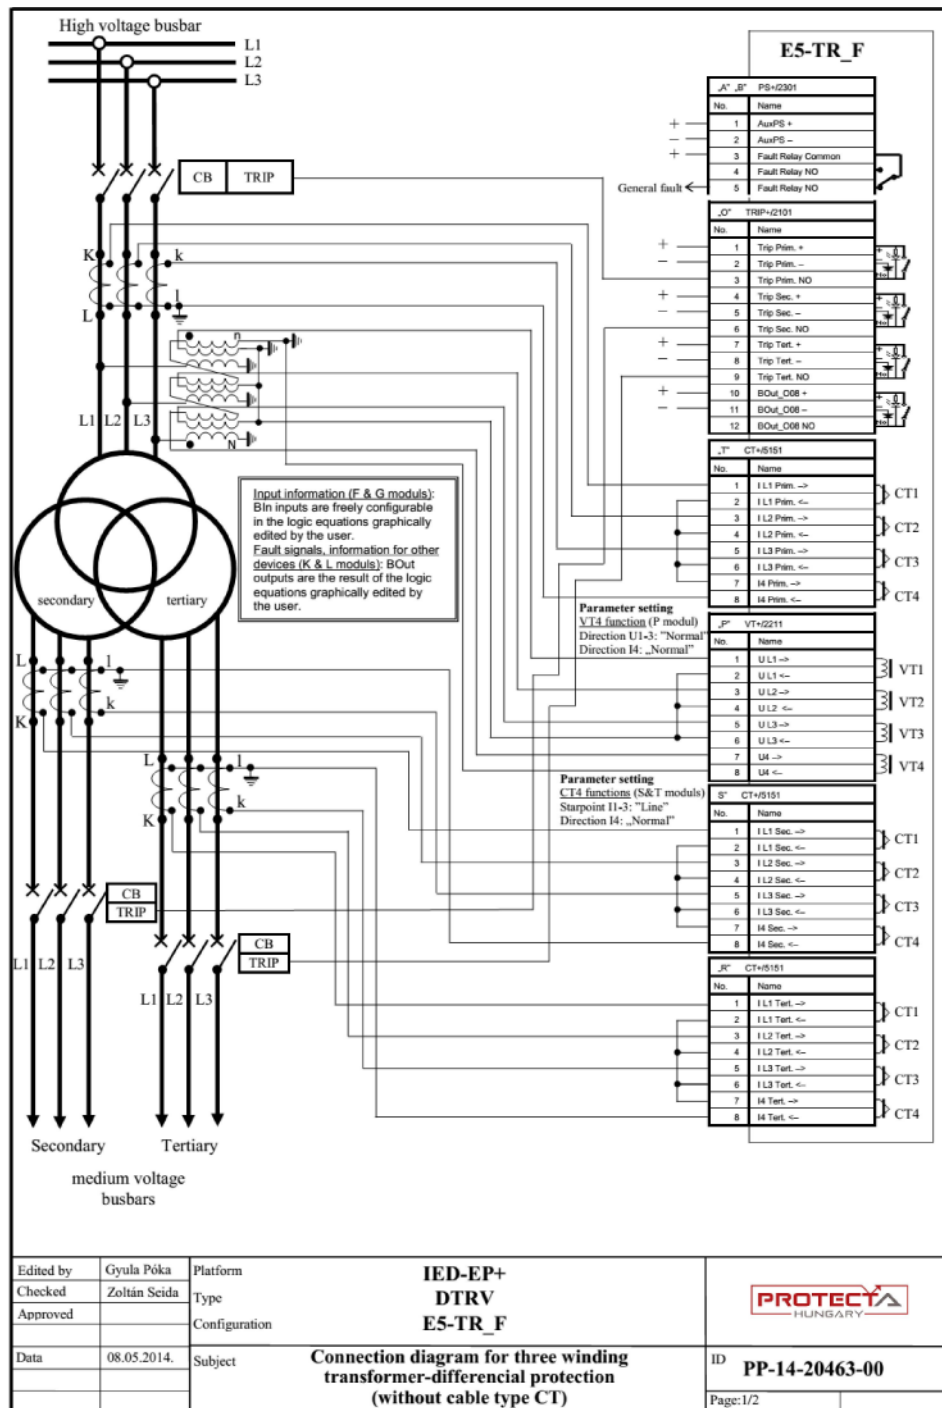 High voltage busbar
L1
L2
L3
E5-TR_F
„A" „B" PS+/2301
No. Name
1 AuxPS +
2 AuxPS –
3 Fault Relay Common
4 Fault Relay NO
5 Fault Relay NO
+
–
+
General fault
CB TRIP
„O" TRIP+/2101
No. Name
1 Trip Prim. +
2 Trip Prim. –
3 Trip Prim. NO
4 Trip Sec. +
5 Trip Sec. –
6 Trip Sec. NO
7 Trip Tert. +
8 Trip Tert. –
9 Trip Tert. NO
10 BOut_O08 +
11 BOut_O08 –
12 BOut_O08 NO
+
–
+
–
+
–
+
–
K
k
L
l
n
N
L1 L2 L3
„T" CT+/5151
No. Name
1 I L1 Prim. –>
2 I L1 Prim. <–
3 I L2 Prim. –>
4 I L2 Prim. <–
5 I L3 Prim. –>
6 I L3 Prim. <–
7 I4 Prim. –>
8 I4 Prim. <–
CT1
CT2
CT3
CT4
Input information (F & G moduls):
BIn inputs are freely configurable
in the logic equations graphically
edited by the user.
Fault signals, information for other
devices (K & L moduls): BOut
outputs are the result of the logic
equations graphically edited by
the user.
secondary
tertiary
Parameter setting
VT4 function (P modul)
Direction U1-3: "Normal"
Direction I4: „Normal"
„P" VT+/2211
No. Name
1 U L1 –>
2 U L1 <–
3 U L2 –>
4 U L2 <–
5 U L3 –>
6 U L3 <–
7 U4 –>
8 U4 <–
VT1
VT2
VT3
VT4
L
l
k
K
L
l
k
K
Parameter setting
CT4 functions (S&T moduls)
Starpoint I1-3: "Line"
Direction I4: „Normal"
S" CT+/5151
No. Name
1 I L1 Sec. –>
2 I L1 Sec. <–
3 I L2 Sec. –>
4 I L2 Sec. <–
5 I L3 Sec. –>
6 I L3 Sec. <–
7 I4 Sec. –>
8 I4 Sec. <–
CT1
CT2
CT3
CT4
CB
TRIP
CB
TRIP
L1 L2 L3
L1 L2 L3
„R" CT+/5151
No. Name
1 I L1 Tert. –>
2 I L1 Tert. <–
3 I L2 Tert. –>
4 I L2 Tert. <–
5 I L3 Tert. –>
6 I L3 Tert. <–
7 I4 Tert. –>
8 I4 Tert. <–
CT1
CT2
CT3
CT4
Secondary
Tertiary
medium voltage
busbars
Edited by Gyula Póka
Checked Zoltán Seida
Approved
Data 08.05.2014.
Platform IED-EP+
Type DTRV
Configuration E5-TR_F
Subject Connection diagram for three winding
transformer-differencial protection
(without cable type CT)
PROTECTA
HUNGARY
ID PP-14-20463-00
Page:1/2